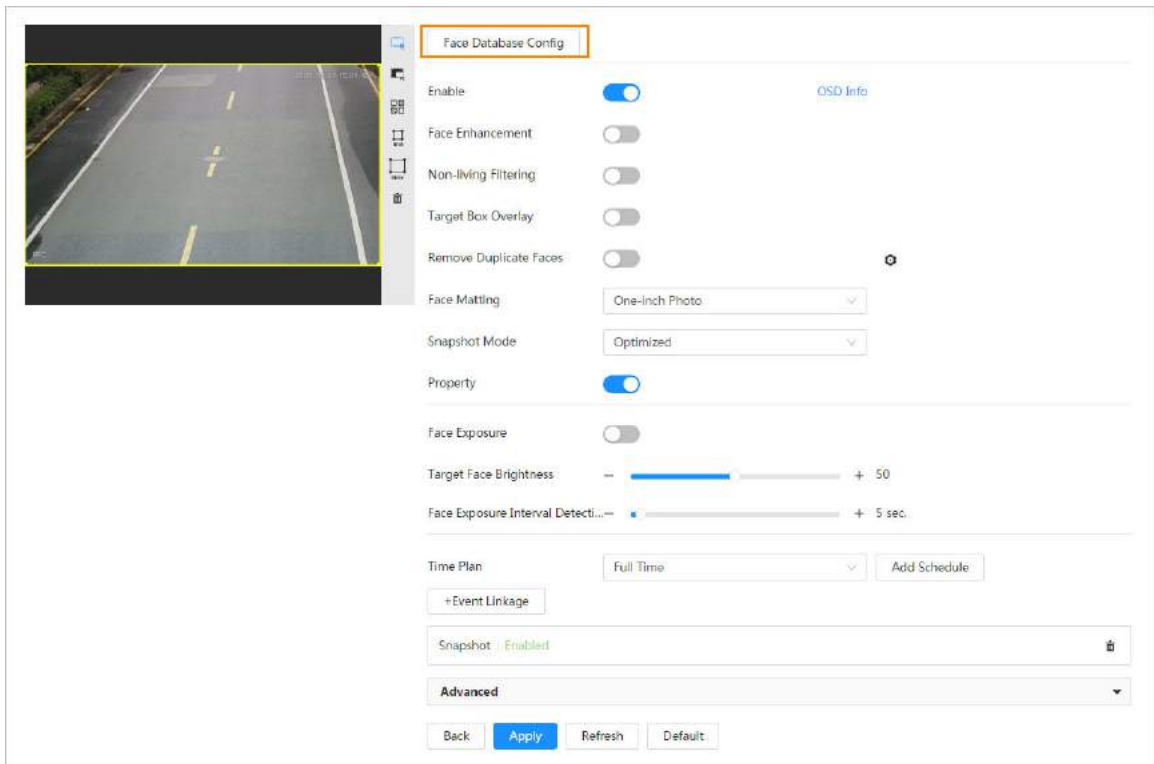 Face Database Config
Enable
OSD Info
Face Enhancement
Non-living Filtering
Target Box Overlay
Remove Duplicate Faces
Face Matting
One-inch Photo
Snapshot Mode
Optimized
Property
Face Exposure
Target Face Brightness
− + 50
Face Exposure Interval Detecti...− + 5 sec.
Time Plan
Full Time
Add Schedule
+Event Linkage
Snapshot Enabled
Advanced
Back Apply Refresh Default